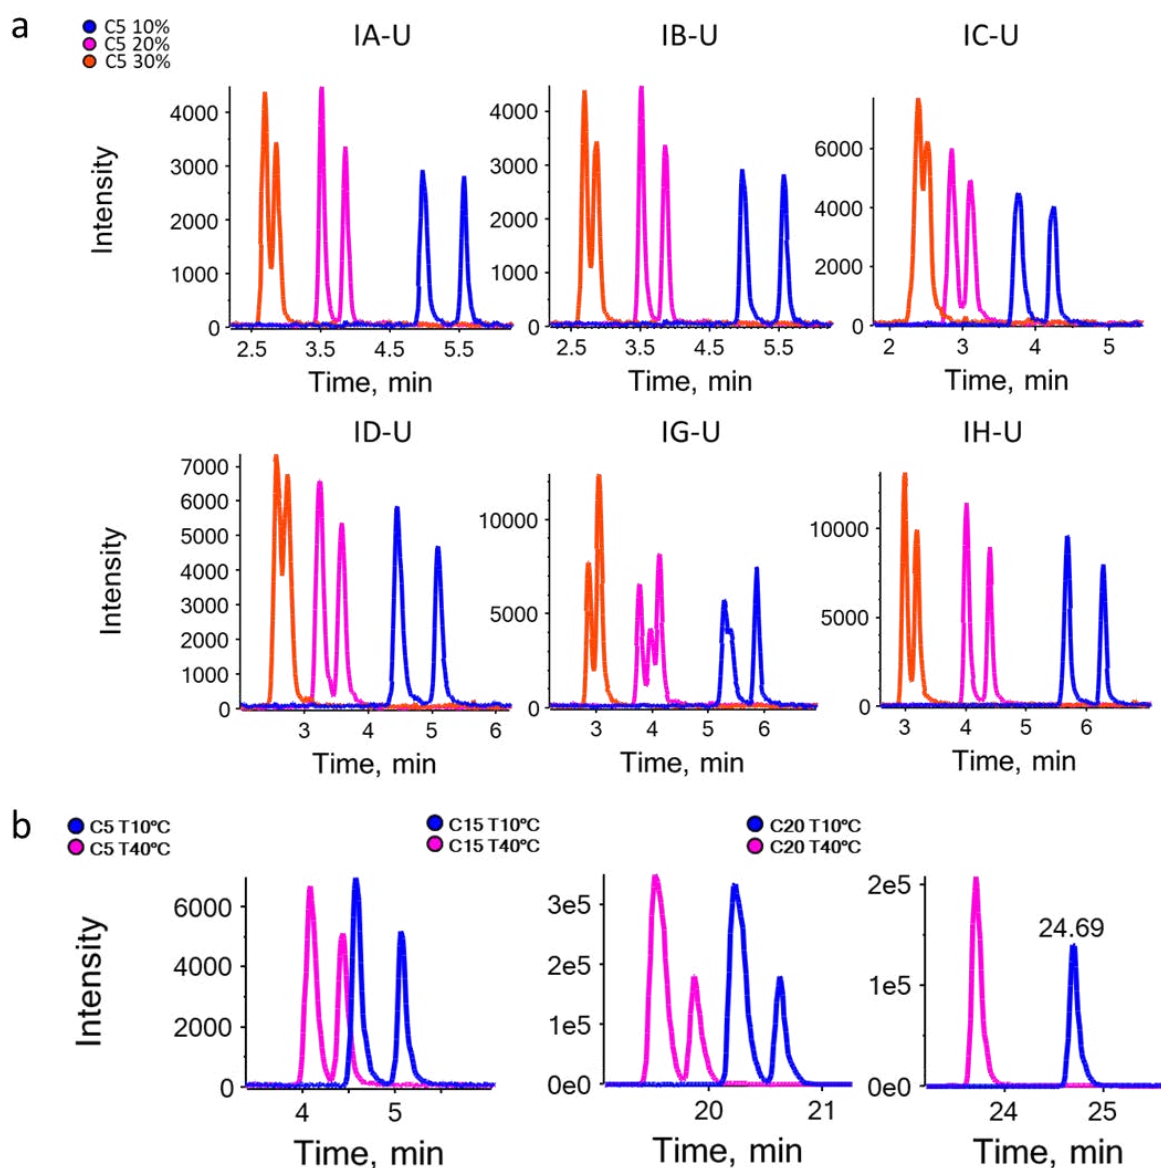 a
C5 10%
C5 20%
C5 30%
IA-U
IB-U
IC-U
Intensity
4000
3000
2000
1000
0
2.5 3.5 4.5 5.5
Time, min
4000
3000
2000
1000
0
2.5 3.5 4.5 5.5
Time, min
6000
4000
2000
0
2 3 4 5
Time, min
ID-U
IG-U
IH-U
Intensity
7000
6000
5000
4000
3000
2000
1000
0
3 4 5 6
Time, min
10000
5000
0
3 4 5 6
Time, min
10000
5000
0
3 4 5 6
Time, min
b
C5 T10°C
C5 T40°C
C15 T10°C
C15 T40°C
C20 T10°C
C20 T40°C
Intensity
6000
4000
2000
0
4 5
Time, min
3e5
2e5
1e5
0e0
20 21
Time, min
2e5
1e5
0e0
24.69
24 25
Time, min